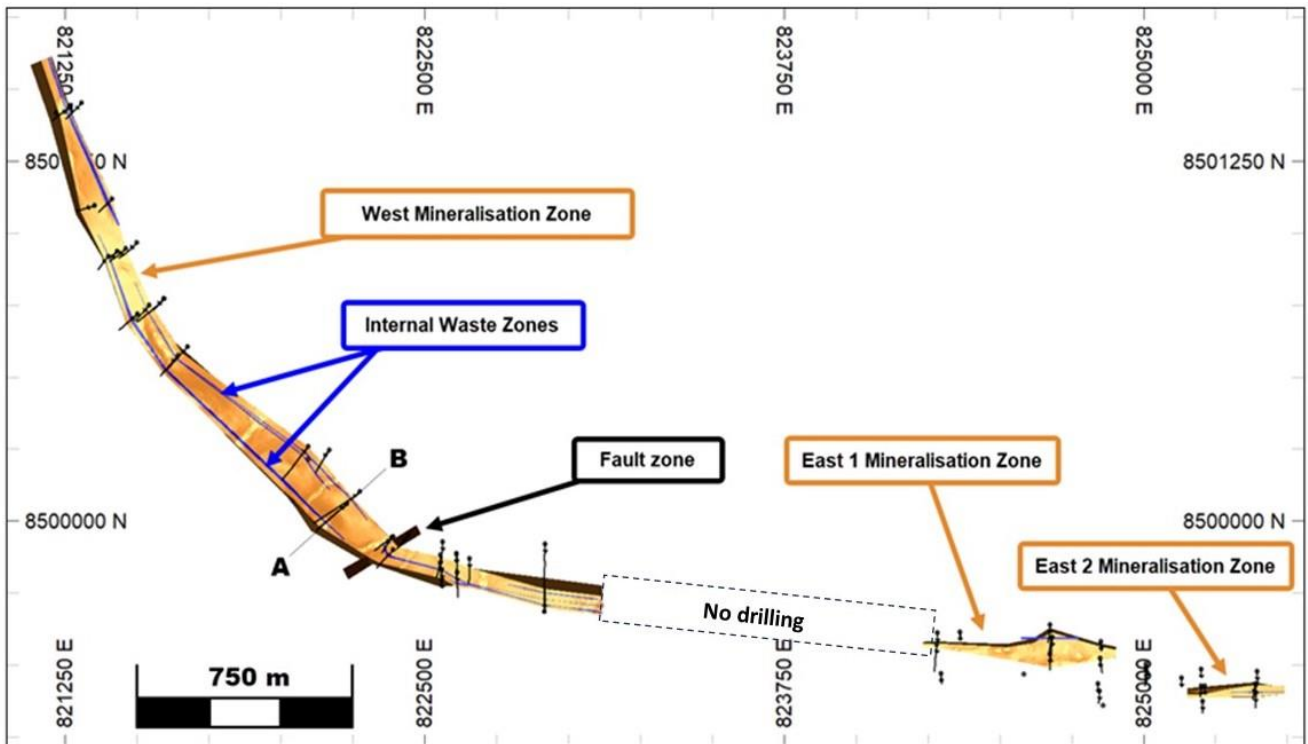 821250
822500 E
823750 E
825000 E
8501250 N
West Mineralisation Zone
Internal Waste Zones
B
Fault zone
East 1 Mineralisation Zone
8500000 N
8500000 N
A
East 2 Mineralisation Zone
No drilling
750 m
821250 E
822500 E
823750 E
825000 E